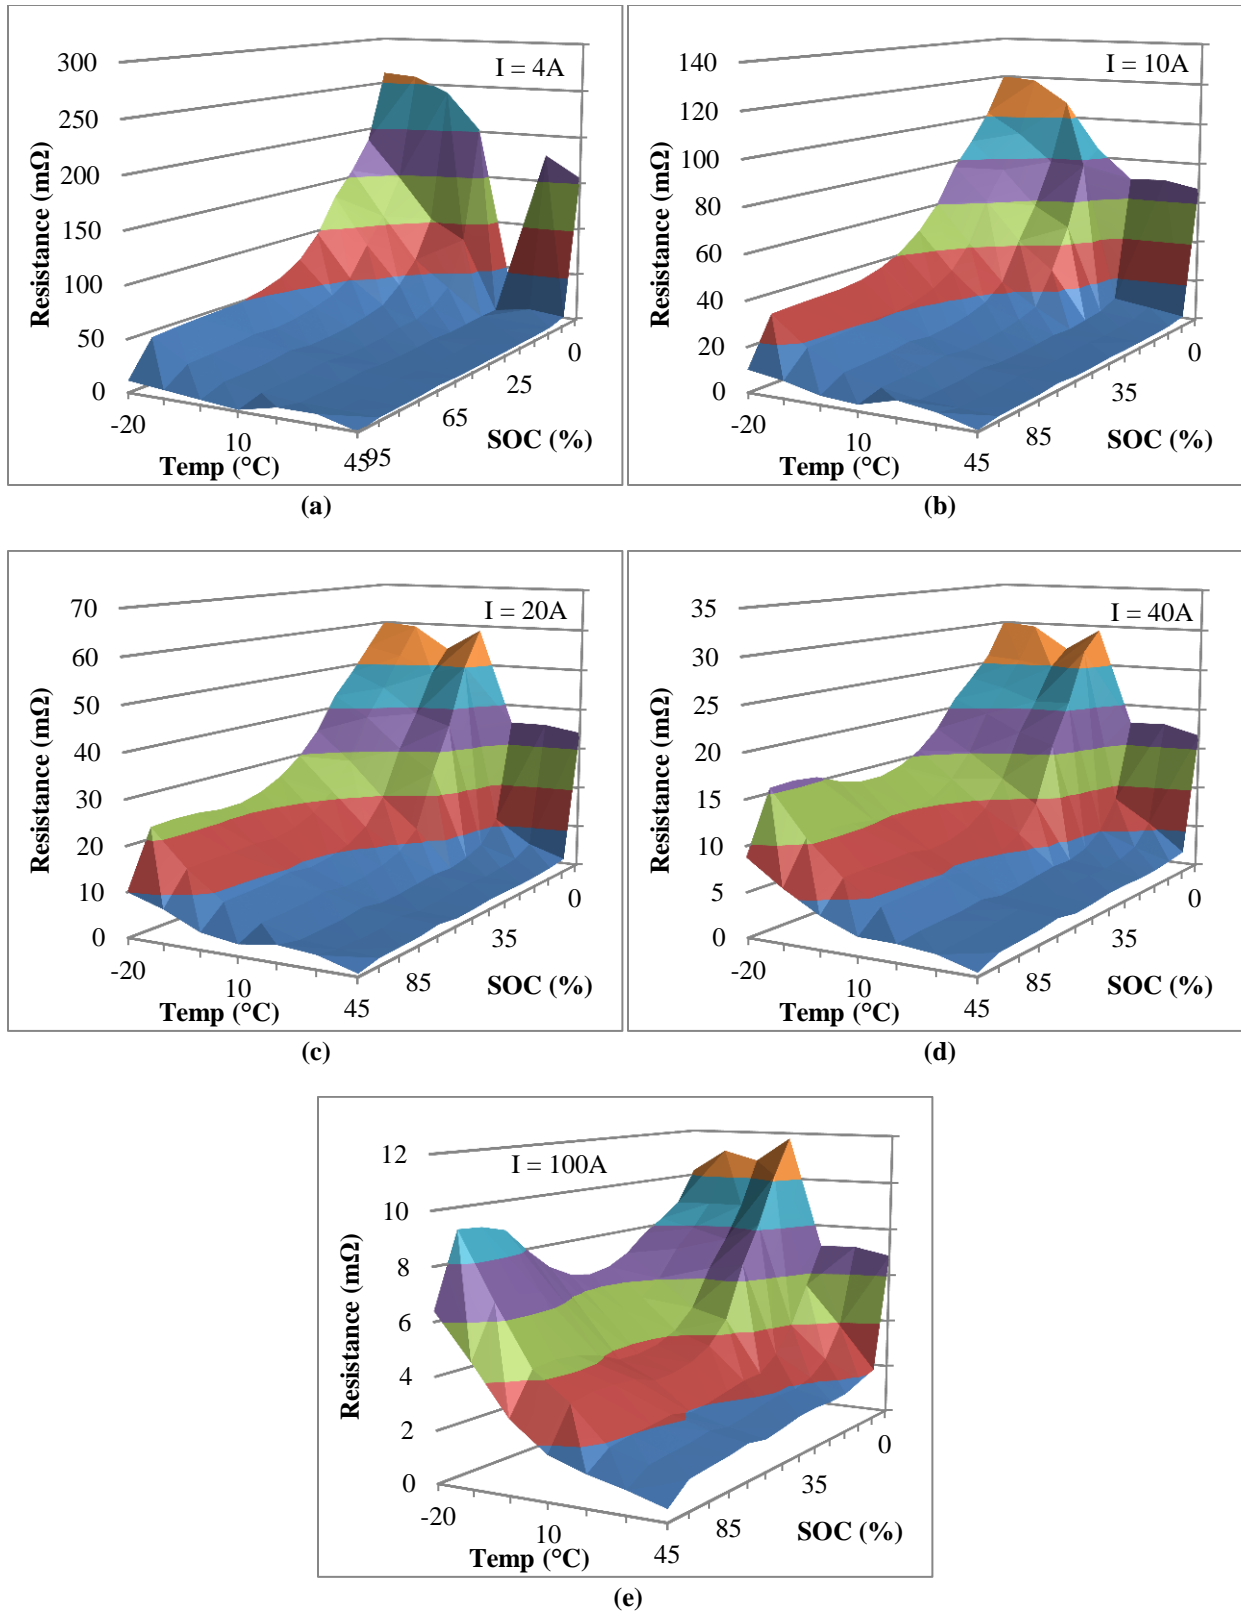 300
250
200
150
100
50
0
Resistance (mΩ)
I = 4A
-20
10
45
Temp (°C)
95
65
25
0
SOC (%)
(a)
140
120
100
80
60
40
20
0
Resistance (mΩ)
I = 10A
-20
10
45
Temp (°C)
85
35
0
SOC (%)
(b)
70
60
50
40
30
20
10
0
Resistance (mΩ)
I = 20A
-20
10
45
Temp (°C)
85
35
0
SOC (%)
(c)
35
30
25
20
15
10
5
0
Resistance (mΩ)
I = 40A
-20
10
45
Temp (°C)
85
35
0
SOC (%)
(d)
12
10
8
6
4
2
0
Resistance (mΩ)
I = 100A
-20
10
45
Temp (°C)
85
35
0
SOC (%)
(e)